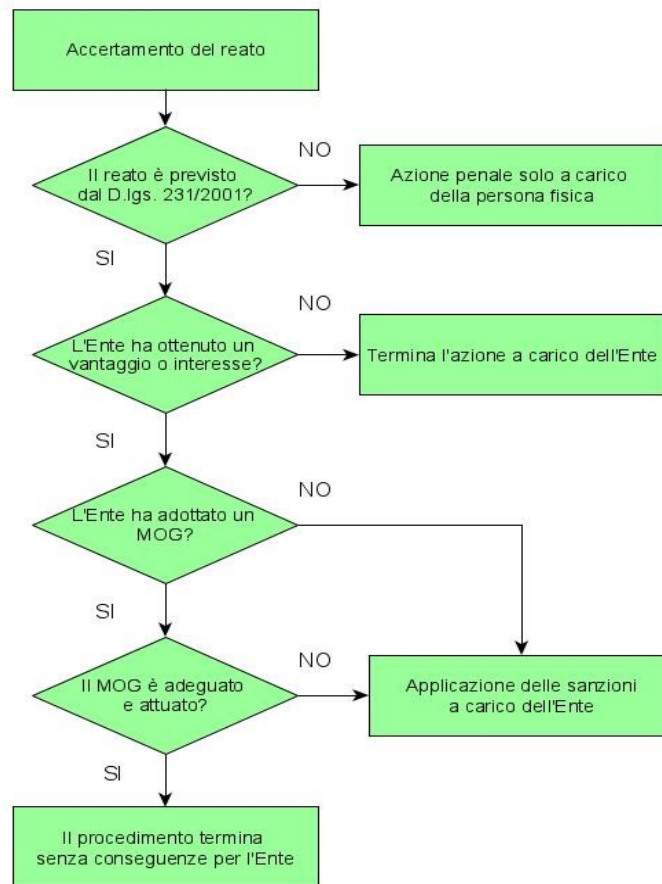 Accertamento del reato
Il reato è previsto
dal D.lgs. 231/2001?
NO
Azione penale solo a carico
della persona fisica
SI
L'Ente ha ottenuto un
vantaggio o interesse?
NO
Termina l'azione a carico dell'Ente
SI
L'Ente ha adottato un
MOG?
NO
SI
Il MOG è adeguato
e attuato?
NO
Applicazione delle sanzioni
a carico dell'Ente
SI
Il procedimento termina
senza conseguenze per l'Ente